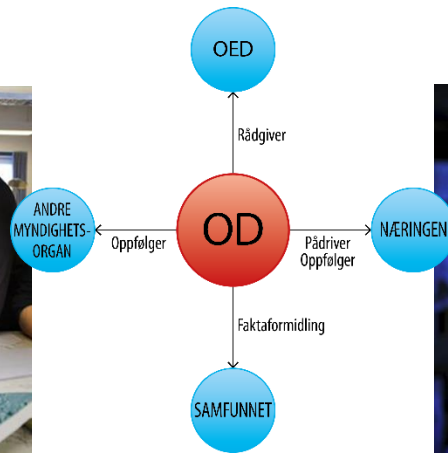 OED
Rådgiver
ANDRE
MYNDIGHETS-
ORGAN
Oppfølger
OD
Pådriver
Oppfølger
NÆRINGEN
Faktaformidling
SAMFUNNET